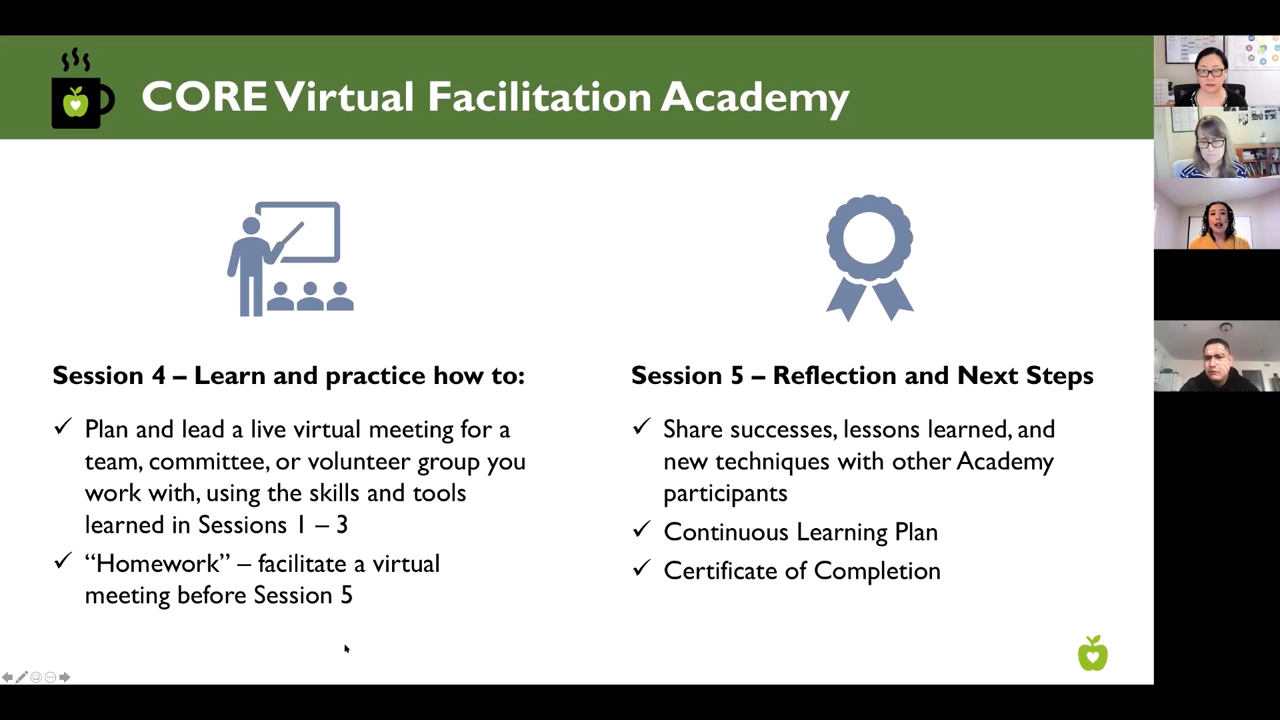 CORE Virtual Facilitation Academy
Session 4 – Learn and practice how to:
✓ Plan and lead a live virtual meeting for a
team, committee, or volunteer group you
work with, using the skills and tools
learned in Sessions 1 – 3
✓ “Homework” – facilitate a virtual
meeting before Session 5
Session 5 – Reflection and Next Steps
✓ Share successes, lessons learned, and
new techniques with other Academy
participants
✓ Continuous Learning Plan
✓ Certificate of Completion